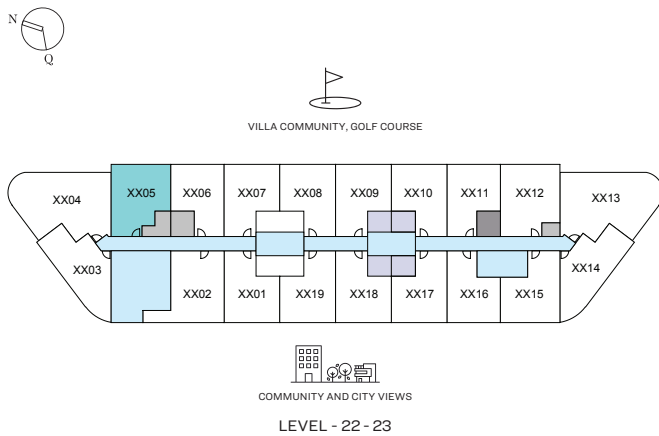 N
Q
VILLA COMMUNITY, GOLF COURSE
XX04
XX05
XX06
XX07
XX08
XX09
XX10
XX11
XX12
XX13
XX03
XX02
XX01
XX19
XX18
XX17
XX16
XX15
XX14
COMMUNITY AND CITY VIEWS
LEVEL - 22 - 23